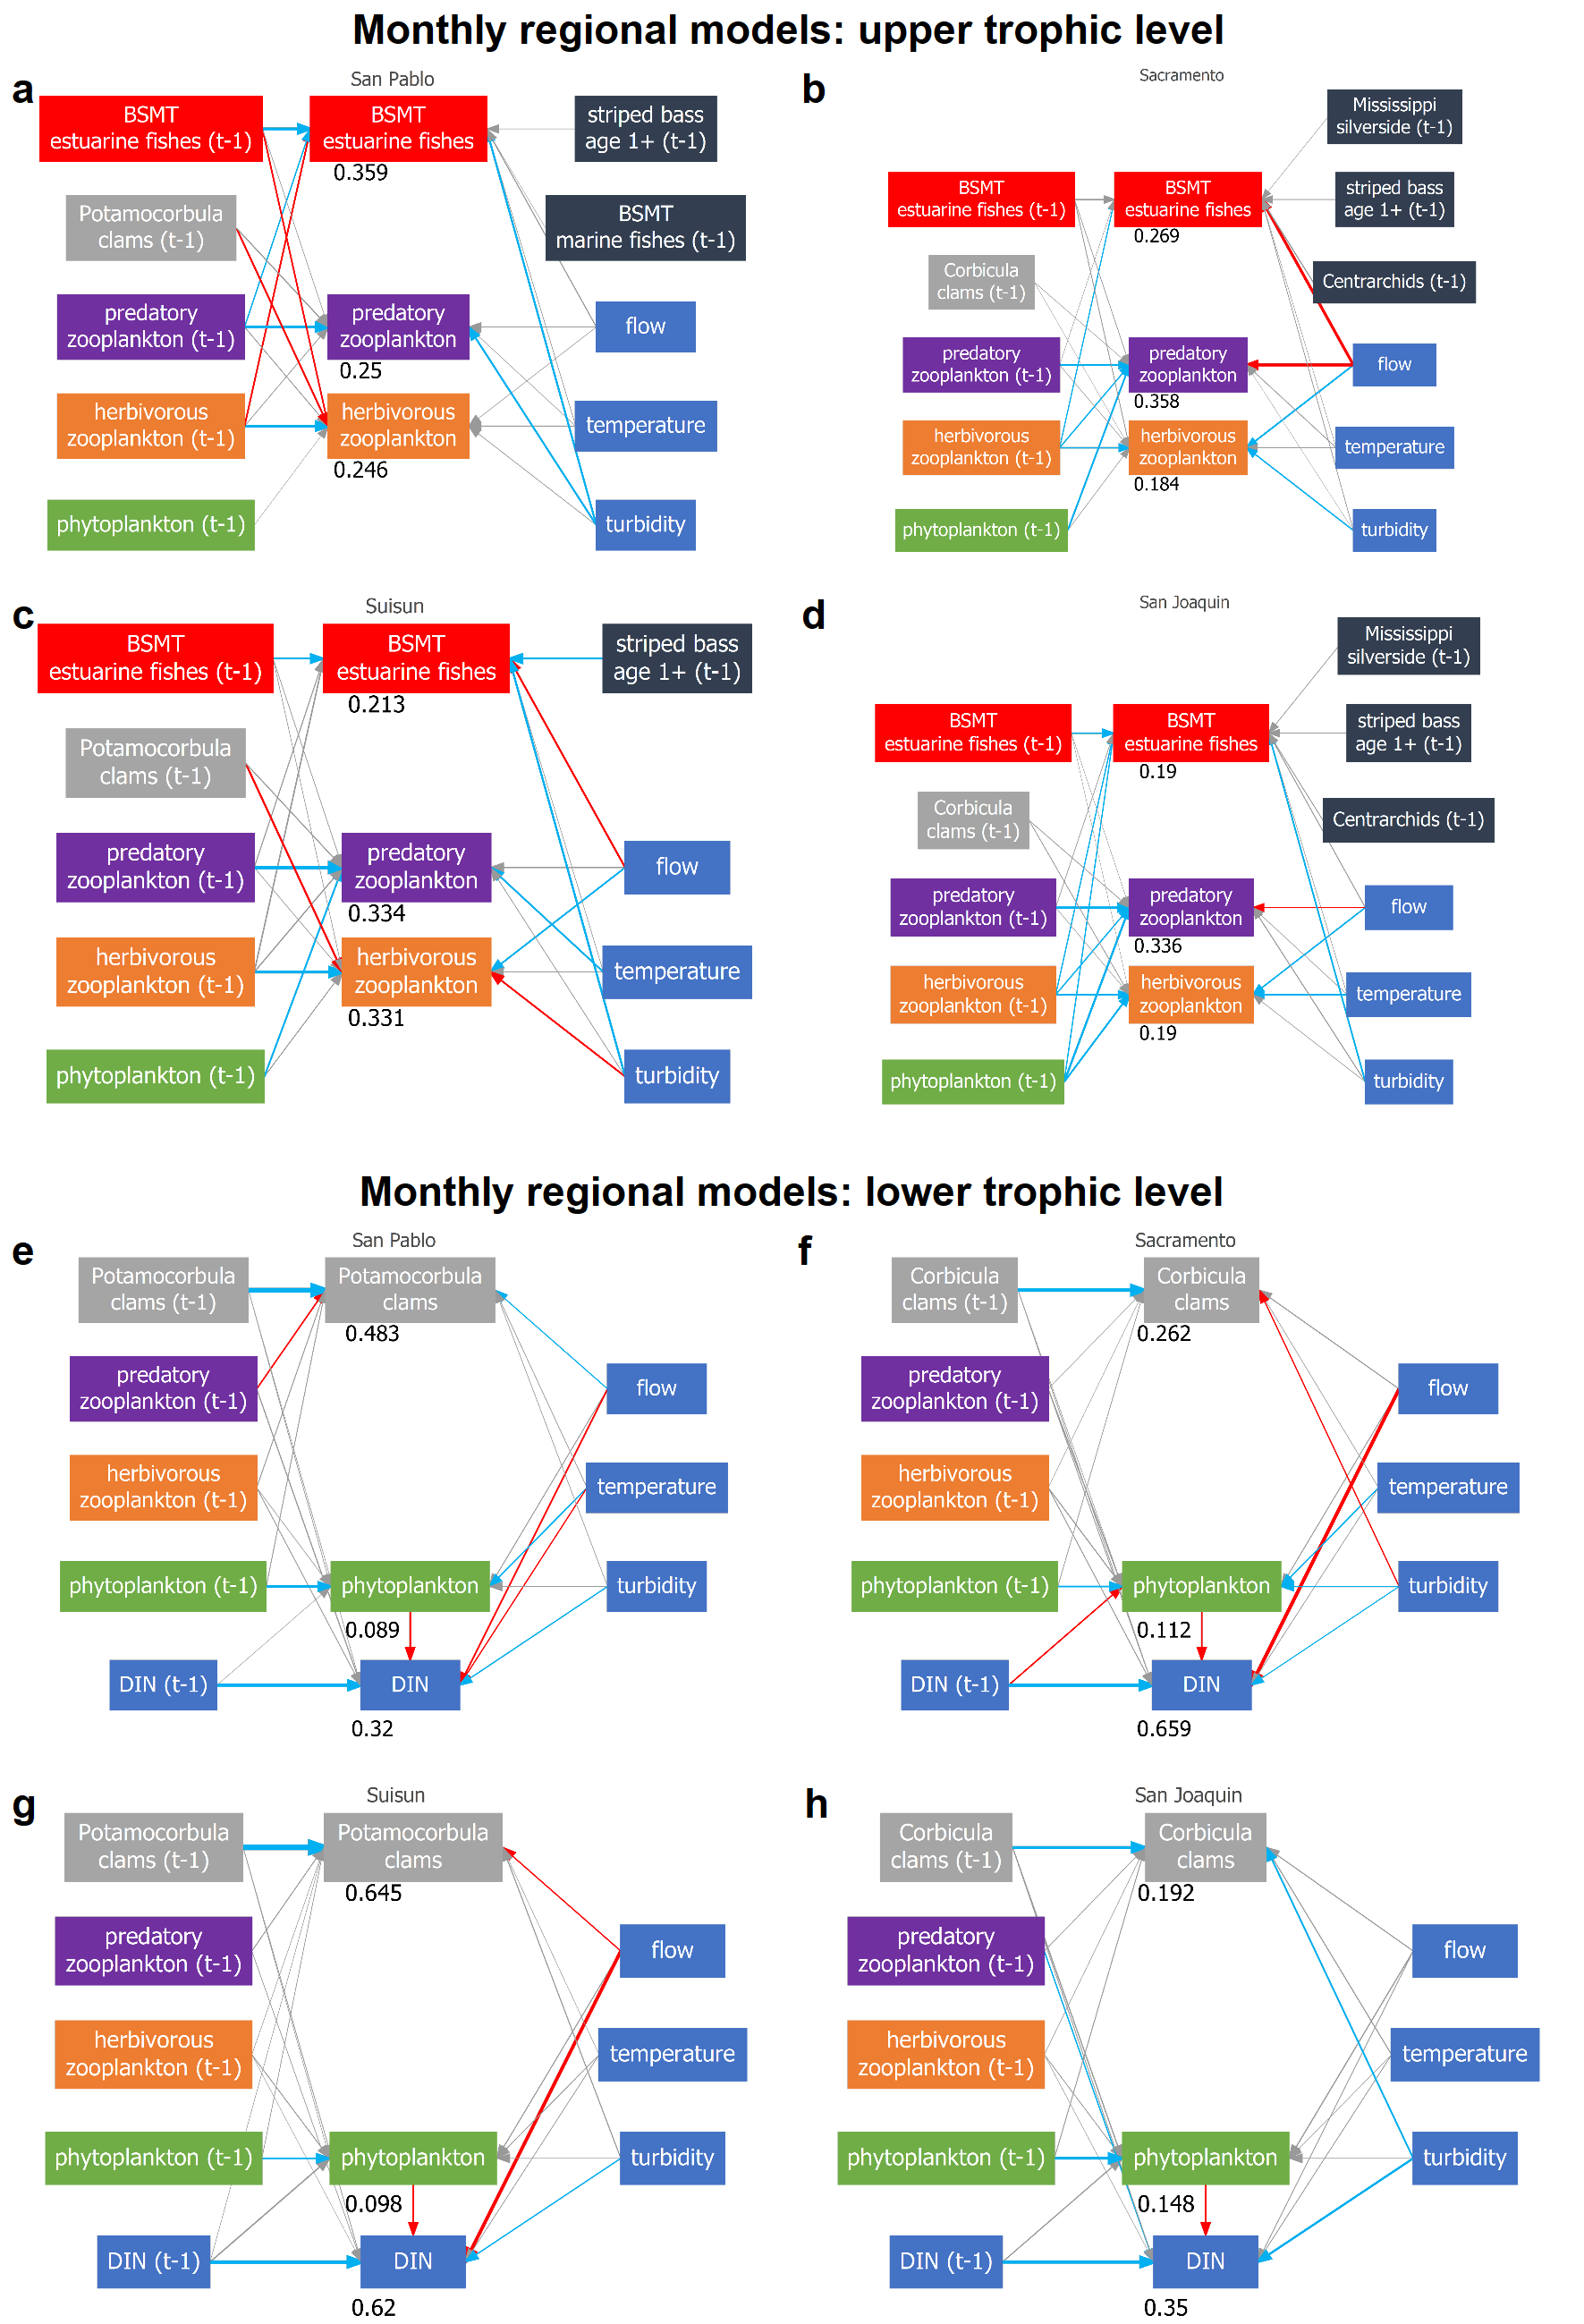 Monthly regional models: upper trophic level
a
San Pablo
BSMT
estuarine fishes (t-1)
BSMT
estuarine fishes
0.359
striped bass
age 1+ (t-1)
Potamocorbula
clams (t-1)
BSMT
marine fishes (t-1)
predatory
zooplankton (t-1)
predatory
zooplankton
0.25
flow
herbivorous
zooplankton (t-1)
herbivorous
zooplankton
0.246
temperature
phytoplankton (t-1)
turbidity
b
Sacramento
Mississippi
silverside (t-1)
BSMT
estuarine fishes (t-1)
BSMT
estuarine fishes
0.269
striped bass
age 1+ (t-1)
Corbicula
clams (t-1)
Centrarchids (t-1)
predatory
zooplankton (t-1)
predatory
zooplankton
0.358
flow
herbivorous
zooplankton (t-1)
herbivorous
zooplankton
0.184
temperature
phytoplankton (t-1)
turbidity
c
Suisun
BSMT
estuarine fishes (t-1)
BSMT
estuarine fishes
0.213
striped bass
age 1+ (t-1)
Potamocorbula
clams (t-1)
predatory
zooplankton (t-1)
predatory
zooplankton
0.334
flow
herbivorous
zooplankton (t-1)
herbivorous
zooplankton
0.331
temperature
phytoplankton (t-1)
turbidity
d
San Joaquin
Mississippi
silverside (t-1)
BSMT
estuarine fishes (t-1)
BSMT
estuarine fishes
0.19
striped bass
age 1+ (t-1)
Corbicula
clams (t-1)
Centrarchids (t-1)
predatory
zooplankton (t-1)
predatory
zooplankton
0.336
flow
herbivorous
zooplankton (t-1)
herbivorous
zooplankton
0.19
temperature
phytoplankton (t-1)
turbidity
Monthly regional models: lower trophic level
e
San Pablo
Potamocorbula
clams (t-1)
Potamocorbula
clams
0.483
predatory
zooplankton (t-1)
flow
herbivorous
zooplankton (t-1)
temperature
phytoplankton (t-1)
phytoplankton
0.089
turbidity
DIN (t-1)
DIN
0.32
f
Sacramento
Corbicula
clams (t-1)
Corbicula
clams
0.262
predatory
zooplankton (t-1)
flow
herbivorous
zooplankton (t-1)
temperature
phytoplankton (t-1)
phytoplankton
0.112
turbidity
DIN (t-1)
DIN
0.659
g
Suisun
Potamocorbula
clams (t-1)
Potamocorbula
clams
0.645
predatory
zooplankton (t-1)
flow
herbivorous
zooplankton (t-1)
temperature
phytoplankton (t-1)
phytoplankton
0.098
turbidity
DIN (t-1)
DIN
0.62
h
San Joaquin
Corbicula
clams (t-1)
Corbicula
clams
0.192
predatory
zooplankton (t-1)
flow
herbivorous
zooplankton (t-1)
temperature
phytoplankton (t-1)
phytoplankton
0.148
turbidity
DIN (t-1)
DIN
0.35